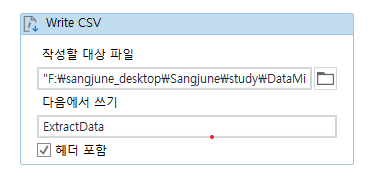 Write CSV
작성할 대상 파일
"F:₩sangjune_desktop₩Sangjune₩study₩DataMi
다음에서 쓰기
ExtractData
헤더 포함